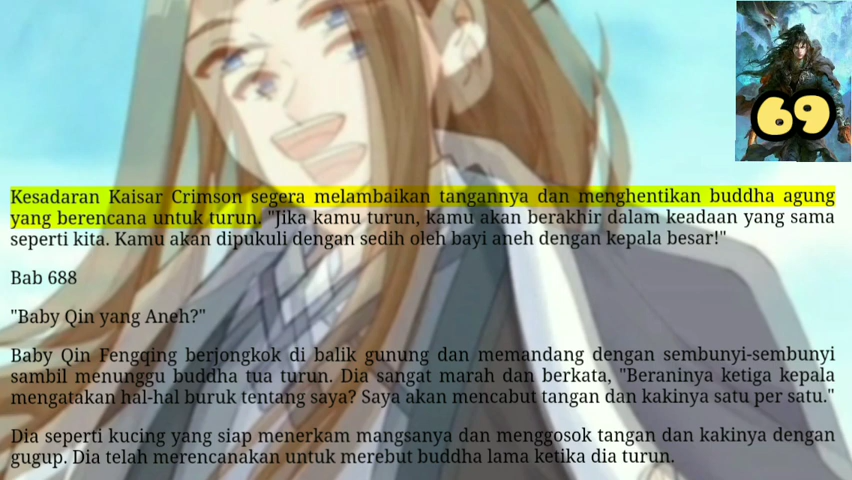 69
Kesadaran Kaisar Crimson segera melambaikan tangannya dan menghentikan buddha agung
yang berencana untuk turun. "Jika kamu turun, kamu akan berakhir dalam keadaan yang sama
seperti kita. Kamu akan dipukuli dengan sedih oleh bayi aneh dengan kepala besar!"
Bab 688
"Baby Qin yang Aneh?"
Baby Qin Fengqing berjongkok di balik gunung dan memandang dengan sembunyi-sembunyi
sambil menunggu buddha tua turun. Dia sangat marah dan berkata, "Beraninya ketiga kepala
mengatakan hal-hal buruk tentang saya? Saya akan mencabut tangan dan kakinya satu per satu."
Dia seperti kucing yang siap menerkam mangsanya dan menggosok tangan dan kakinya dengan
gugup. Dia telah merencanakan untuk merebut buddha lama ketika dia turun.